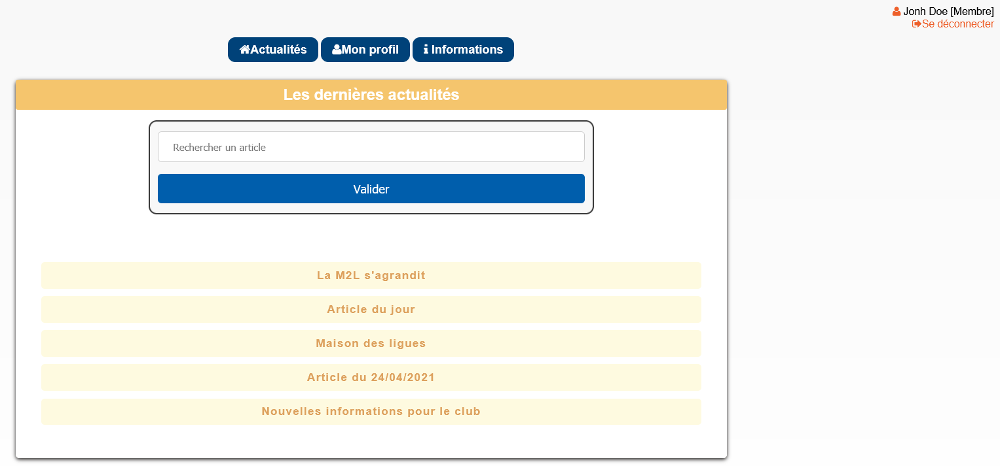 Jonh Doe [Membre]
Se déconnecter
Actualités Mon profil Informations
Les dernières actualités
Rechercher un article
Valider
La M2L s'agrandit
Article du jour
Maison des ligues
Article du 24/04/2021
Nouvelles informations pour le club